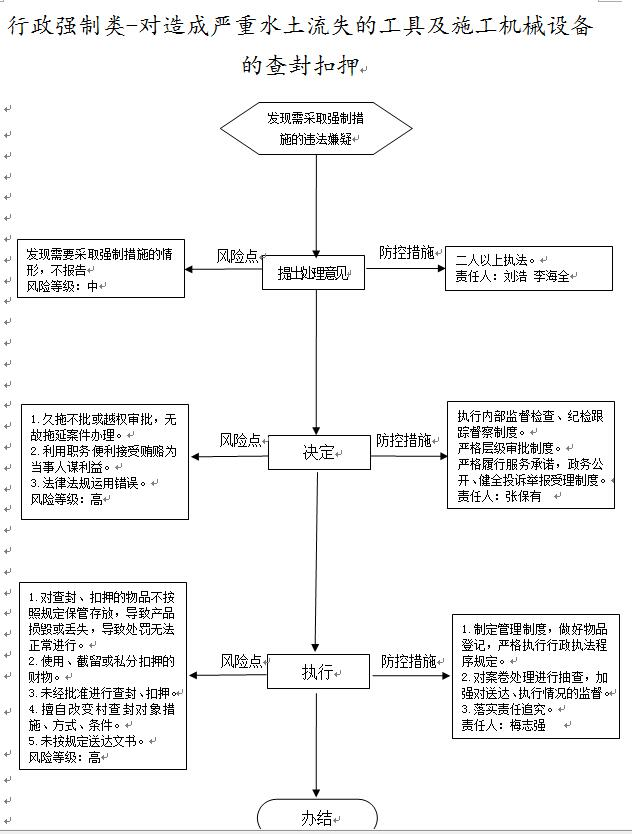 行政强制类-对造成严重水土流失的工具及施工机械设备
的查封扣押
发现需采取强制措
施的违法嫌疑
发现需要采取强制措施的情
形，不报告
风险等级：中
风险点
提出处理意见
防控措施
二人以上执法。
责任人：刘浩 李海全
1.久拖不批或越权审批，无
故拖延案件办理。
2.利用职务便利接受贿赂为
当事人谋利益。
3.法律法规运用错误。
风险等级：高
风险点
决定
防控措施
执行内部监督检查、纪检跟
踪督察制度。
严格层级审批制度。
严格履行服务承诺，政务公
开、健全投诉举报受理制度。
责任人：张保有
1.对查封、扣押的物品不按
照规定保管存放，导致产品
损毁或丢失，导致处罚无法
正常进行。
2.使用、截留或私分扣押的
财物。
3.未经批准进行查封、扣押。
4.擅自改变村查封对象措
施、方式、条件。
5.未按规定送达文书。
风险等级：高
风险点
执行
防控措施
1.制定管理制度，做好物品
登记，严格执行行政执法程
序规定。
2.对案卷处理进行抽查，加
强对送达、执行情况的监督。
3.落实责任追究。
责任人：梅志强
办结